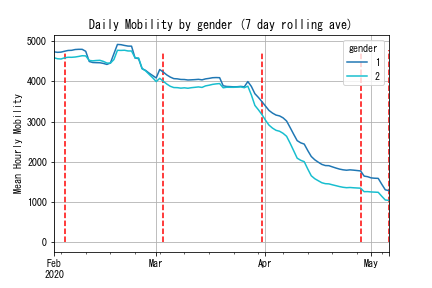 Daily Mobility by gender (7 day rolling ave)
5000
4000
3000
2000
1000
0
Mean Hourly Mobility
gender
1
2
Feb
2020
Mar
Apr
May